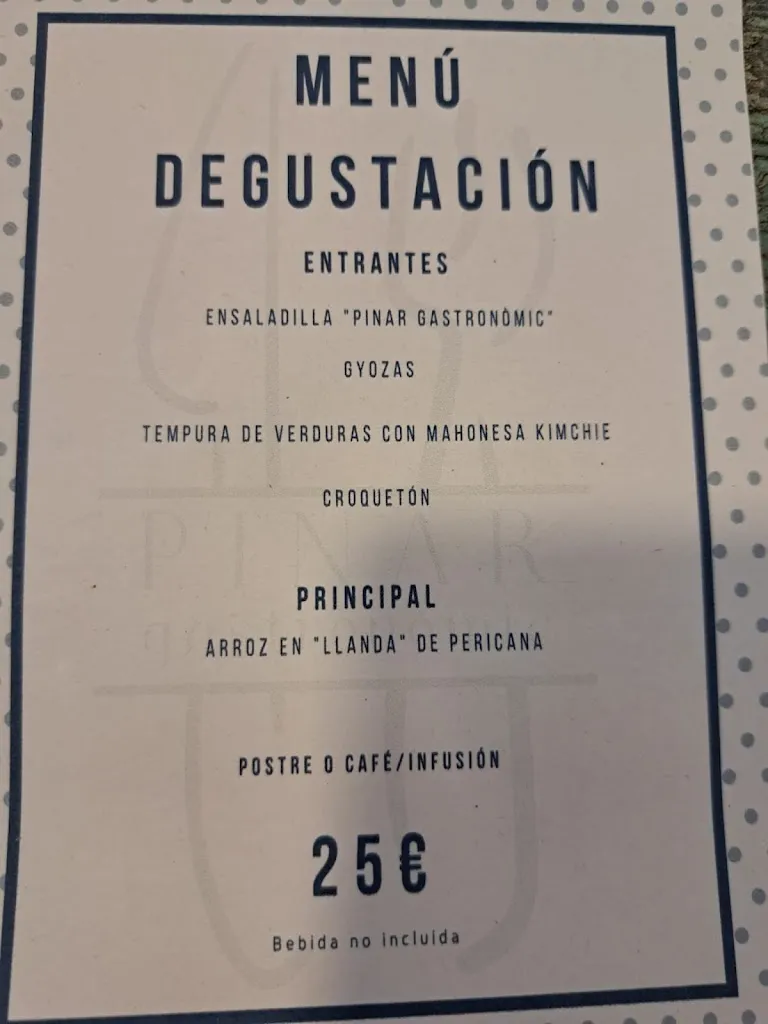 MENÚ
DEGUSTACIÓN
ENTRANTES
ENSALADILLA "PINAR GASTRONÒMIC"
GYOZAS
TEMPURA DE VERDURAS CON MAHONESA KIMCHIE
CROQUETÓN
PINAR
PRINCIPAL
ARROZ EN "LLANDA" DE PERICANA
POSTRE O CAFÉ/INFUSIÓN
25€
Bebida no incluida